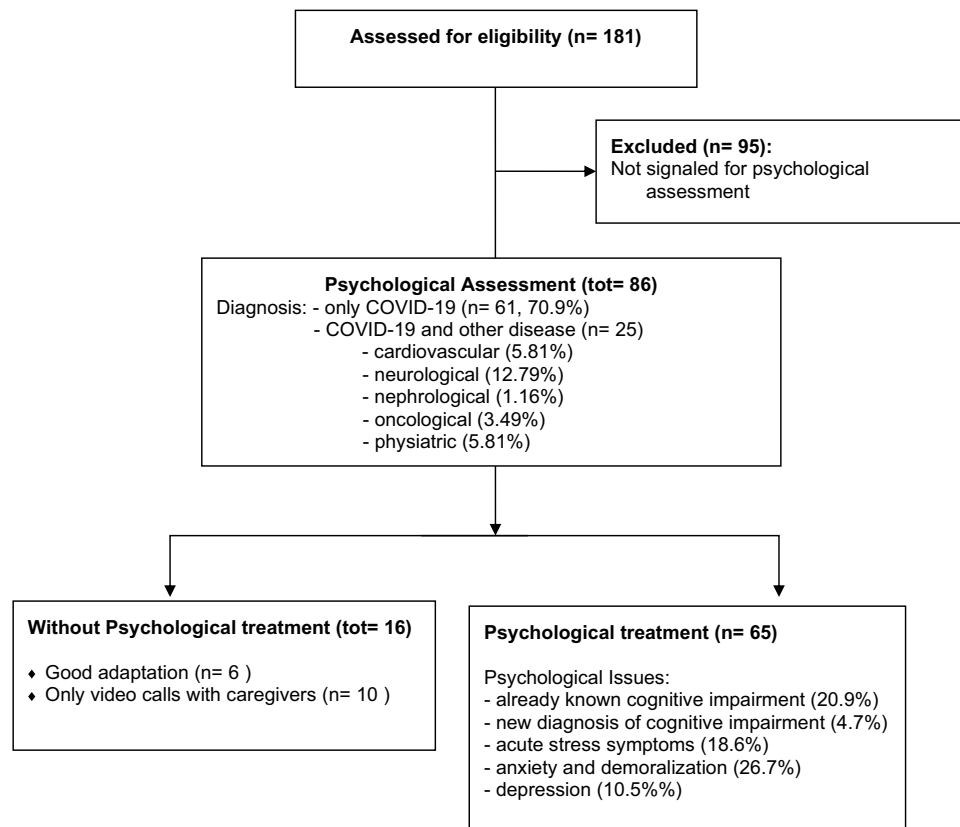 Assessed for eligibility (n= 181)
Excluded (n= 95):
Not signaled for psychological
assessment
Psychological Assessment (tot= 86)
Diagnosis: - only COVID-19 (n= 61, 70.9%)
- COVID-19 and other disease (n= 25)
- cardiovascular (5.81%)
- neurological (12.79%)
- nephrological (1.16%)
- oncological (3.49%)
- physiatric (5.81%)
Without Psychological treatment (tot= 16)
♦ Good adaptation (n= 6 )
♦ Only video calls with caregivers (n= 10 )
Psychological treatment (n= 65)
Psychological Issues:
- already known cognitive impairment (20.9%)
- new diagnosis of cognitive impairment (4.7%)
- acute stress symptoms (18.6%)
- anxiety and demoralization (26.7%)
- depression (10.5%%)